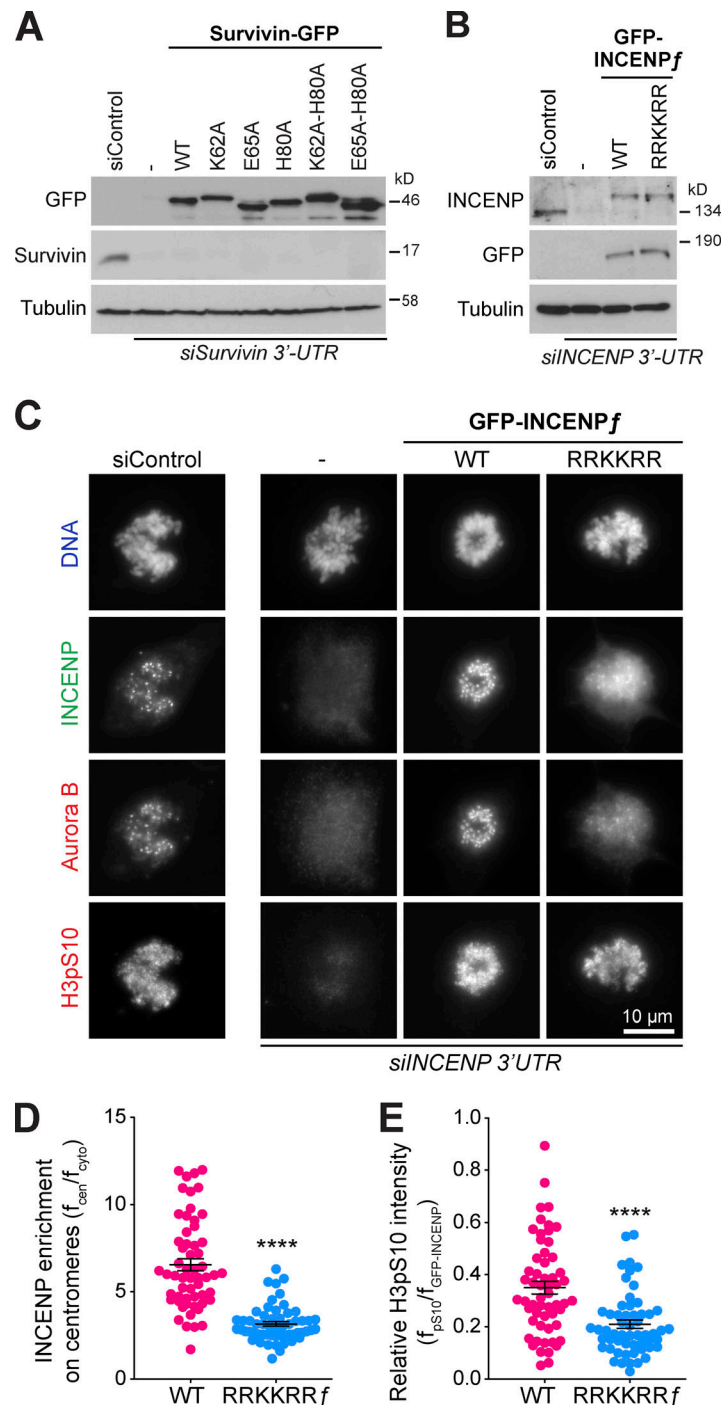 A
Survivin-GFP
siControl
-
WT
K62A
E65A
H80A
K62A-H80A
E65A-H80A
kD
GFP
46
Survivin
17
Tubulin
58
siSurvivin 3’-UTR
B
GFP-
INCENPƒ
siControl
-
WT
RRKKRR
kD
INCENP
134
190
GFP
Tubulin
siINCENP 3’-UTR
C
GFP-INCENPƒ
siControl
-
WT
RRKKRR
DNA
INCENP
Aurora B
H3pS10
10 µm
siINCENP 3’UTR
D
INCENP enrichment
on centromeres (fcen/fcyto)
15
10
5
0
****
WT
RRKKRRƒ
E
Relative H3pS10 intensity
(fpS10/fGFP-INCENP)
1.0
0.8
0.6
0.4
0.2
0.0
****
WT
RRKKRRƒ